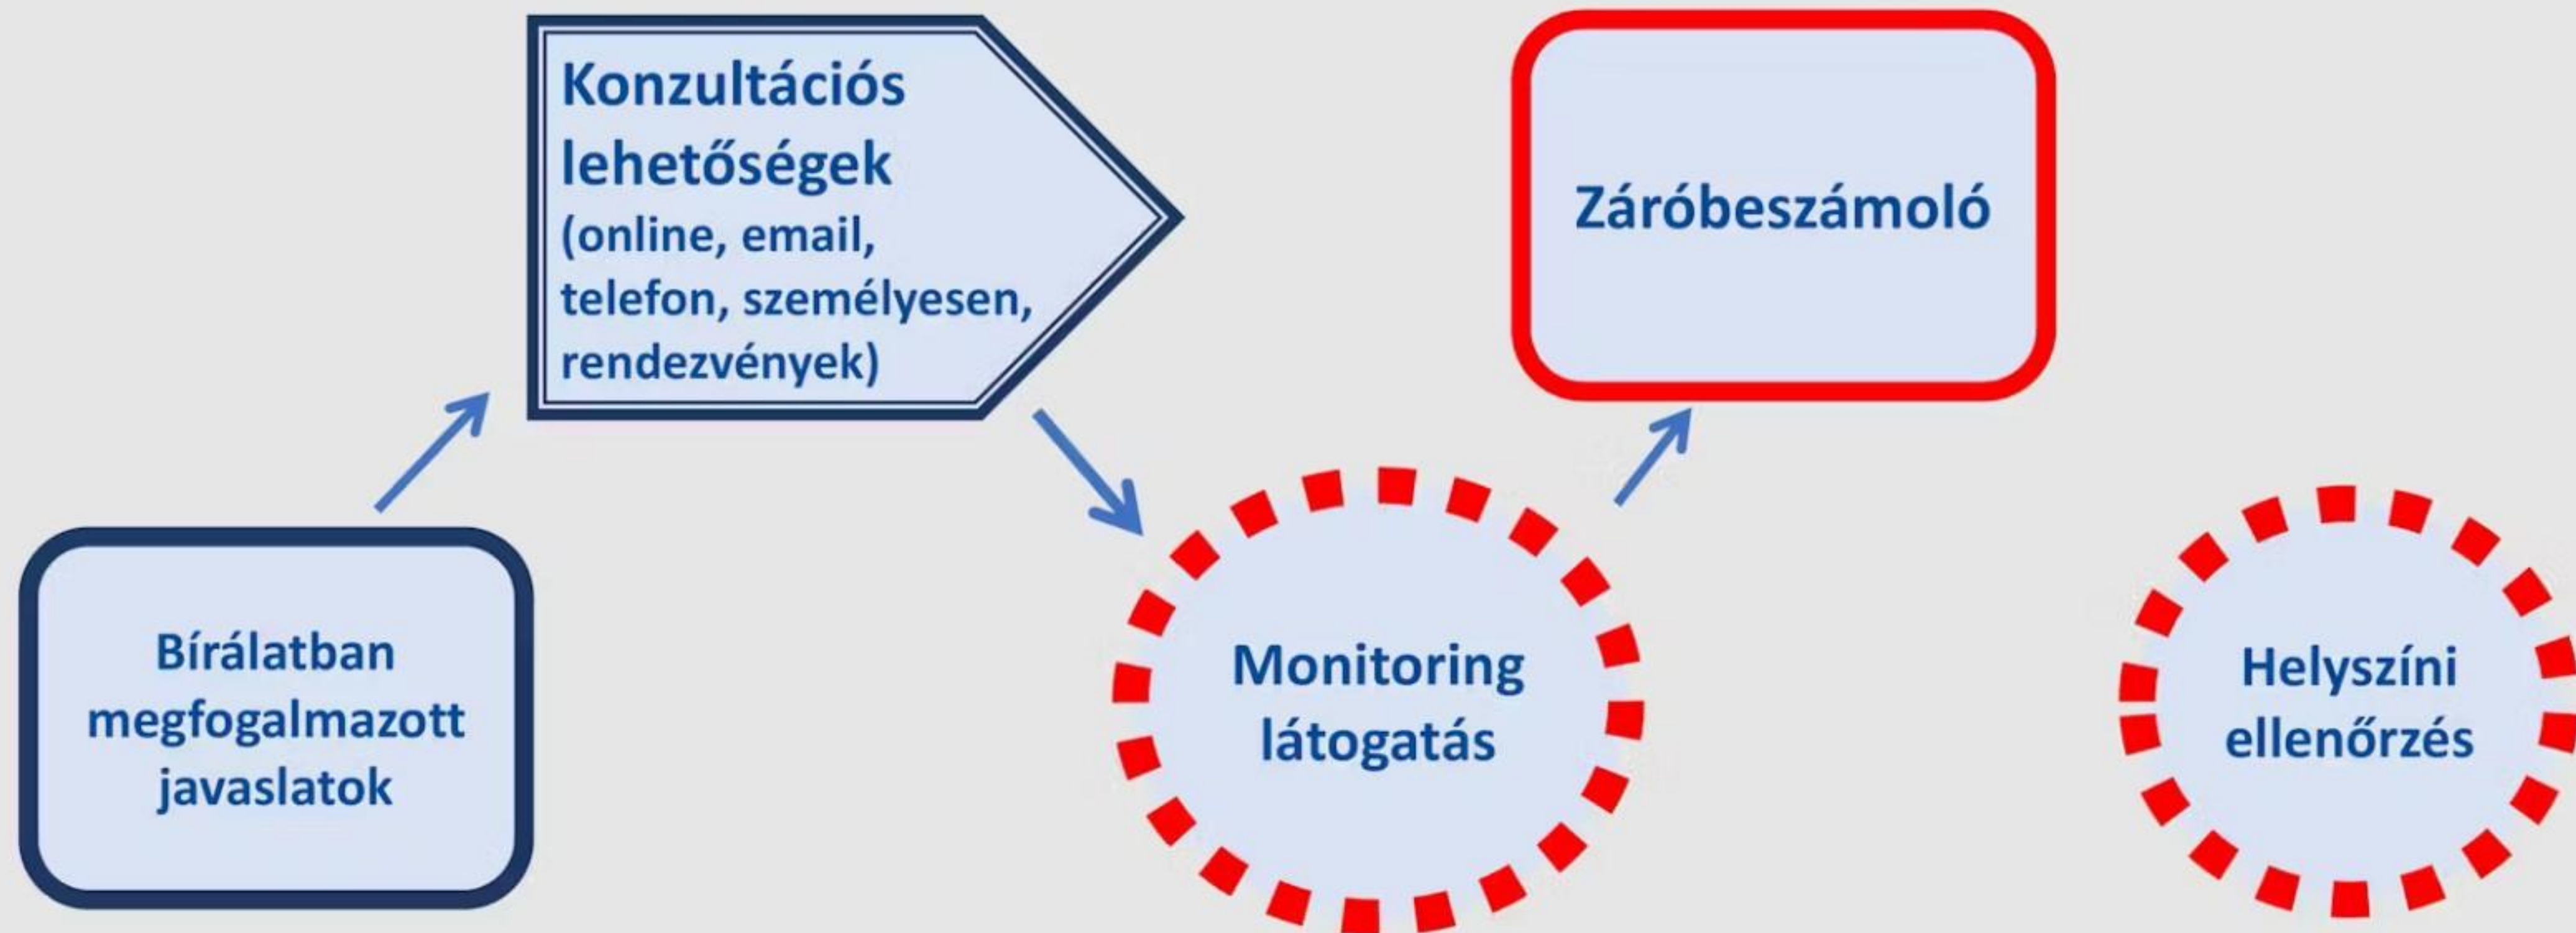 Konzultációs
lehetőségek
(online, email,
telefon, személyesen,
rendezvények)
Záróbeszámoló
Bírálatban
megfogalmazott
javaslatok
Monitoring
látogatás
Helyszíni
ellenőrzés